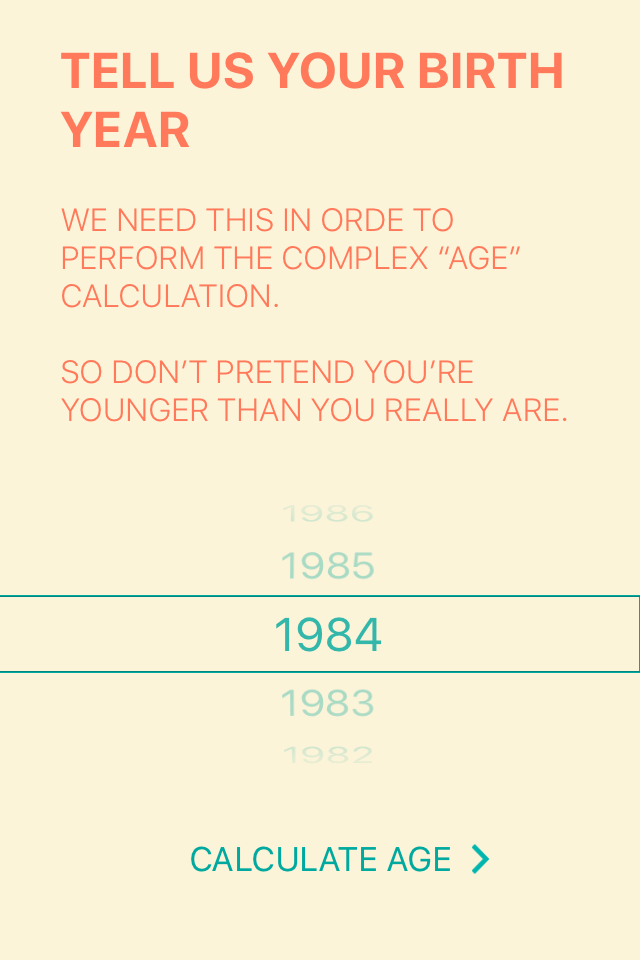 TELL US YOUR BIRTH
YEAR
WE NEED THIS IN ORDE TO
PERFORM THE COMPLEX “AGE”
CALCULATION.
SO DON’T PRETEND YOU’RE
YOUNGER THAN YOU REALLY ARE.
1986
1985
1984
1983
1982
CALCULATE AGE